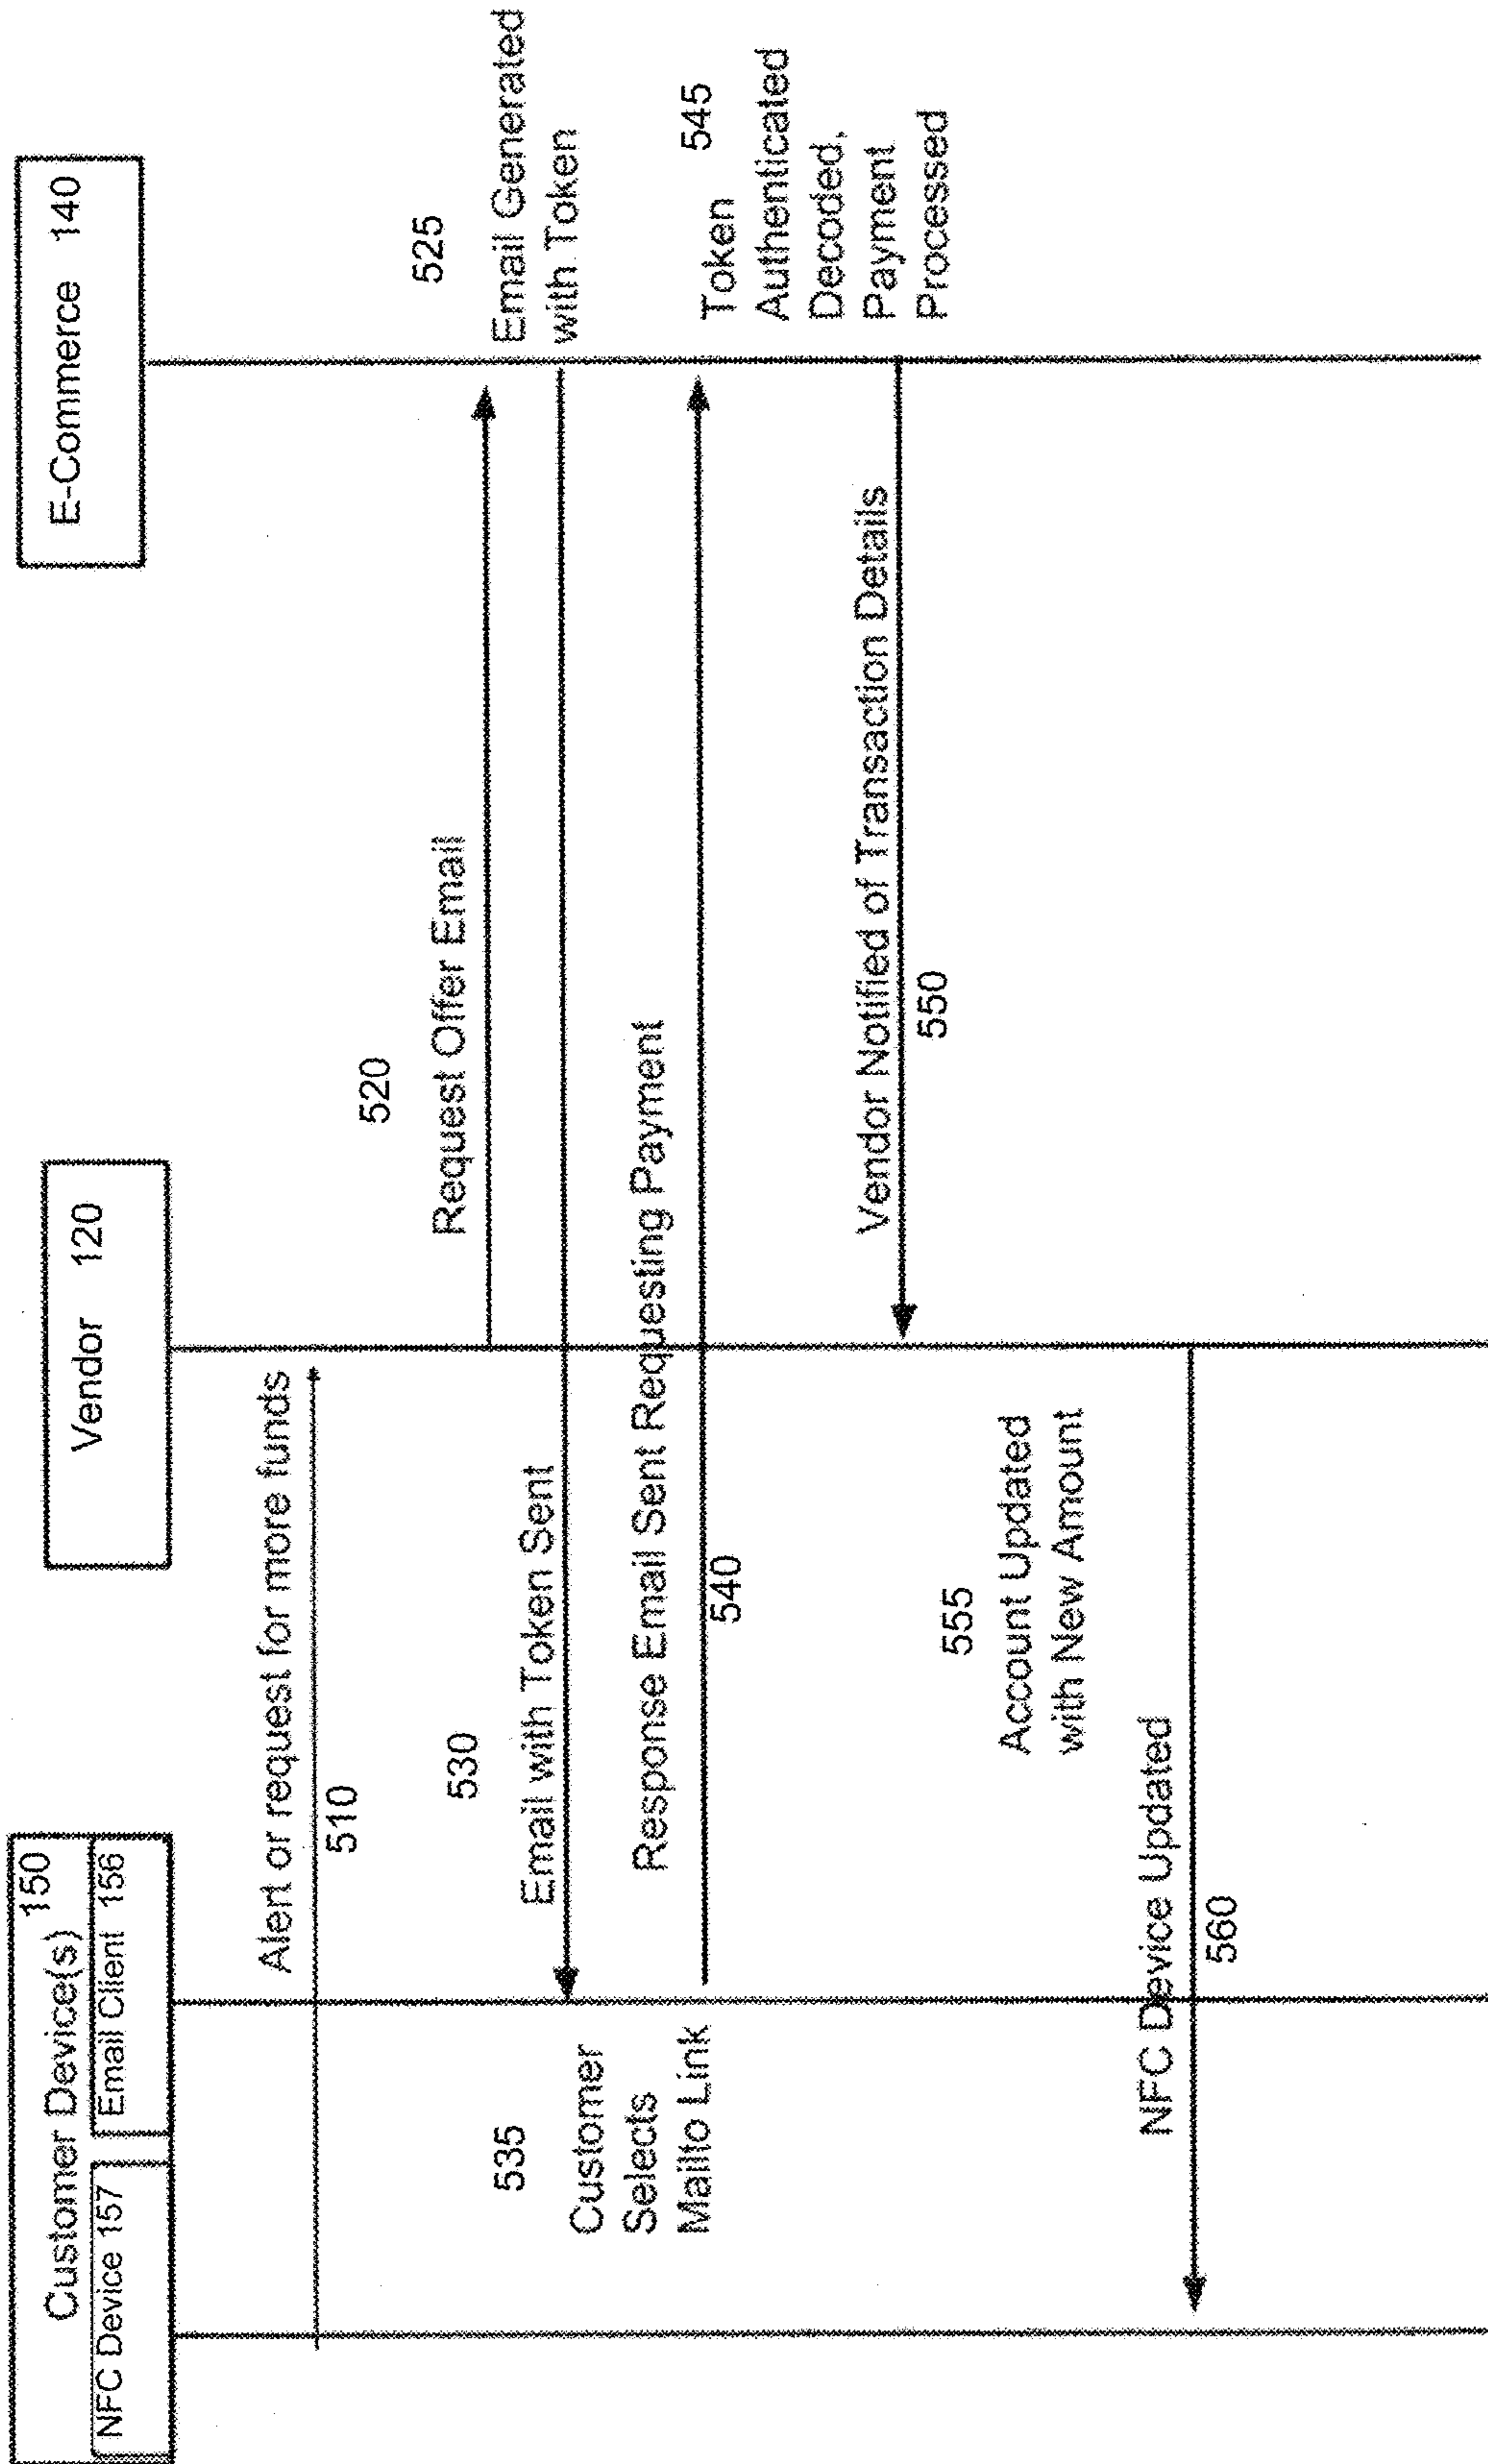 Customer Device(s) 150
NFC Device 157
Email Client 156
Vendor 120
E-Commerce 140
Alert or request for more funds
510
520
Request Offer Email
525
Email Generated
with Token
530
Email with Token Sent
535
Customer
Selects
Mailto Link
Response Email Sent Requesting Payment
540
545
Token
Authenticated
Decoded,
Payment
Processed
Vendor Notified of Transaction Details
550
555
Account Updated
with New Amount
NFC Device Updated
560